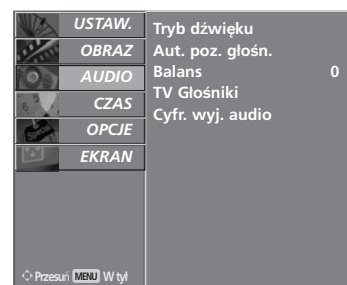 USTAW.
OBRAZ
AUDIO
CZAS
OPCJE
EKRAN
Tryb dźwięku
Aut. poz. głośn.
Balans 0
TV Głośniki
Cyfr. wyj. audio
Przesuń MENU W tył